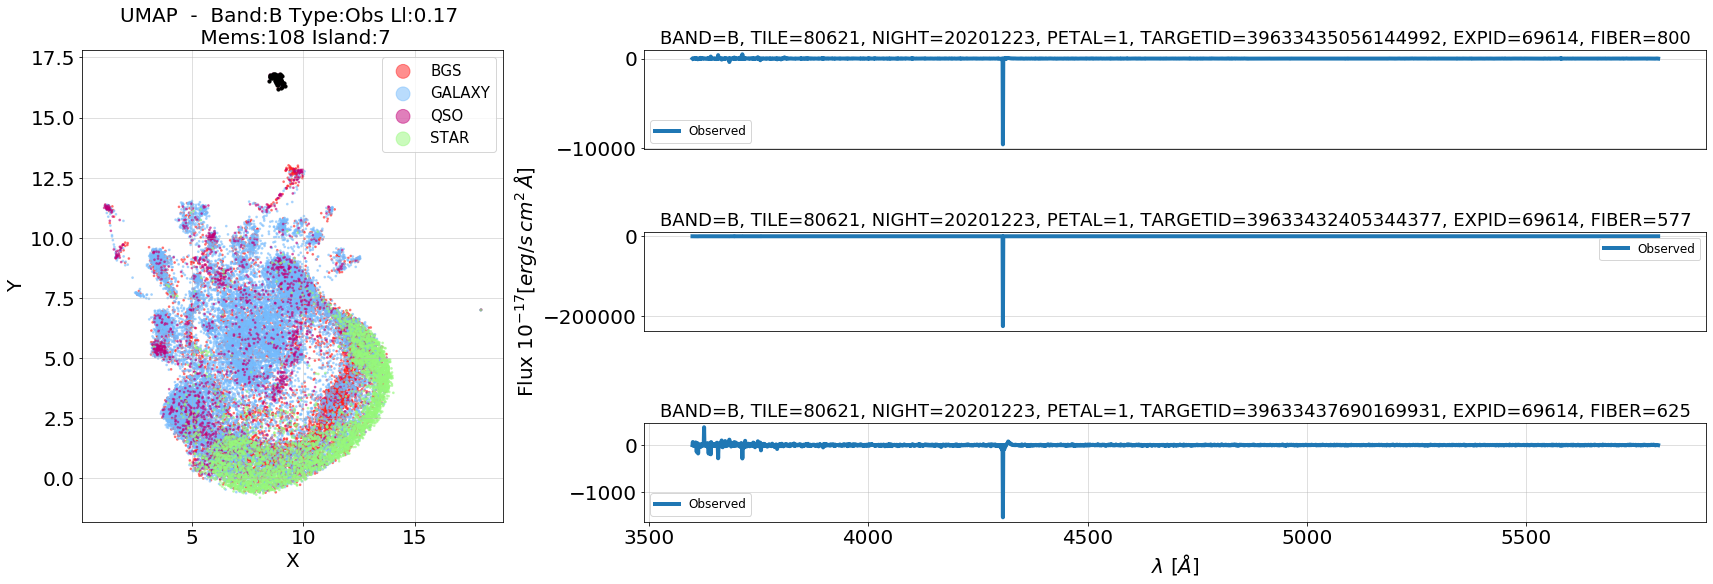 UMAP  -  Band:B Type:Obs Ll:0.17
Mems:108 Island:7
17.5
15.0
12.5
10.0
7.5
5.0
2.5
0.0
Y
5
10
15
X
BGS
GALAXY
QSO
STAR
Flux 10^{-17}[erg/s cm^2 Å]
BAND=B, TILE=80621, NIGHT=20201223, PETAL=1, TARGETID=39633435056144992, EXPID=69614, FIBER=800
0
−10000
Observed
BAND=B, TILE=80621, NIGHT=20201223, PETAL=1, TARGETID=39633432405344377, EXPID=69614, FIBER=577
0
−200000
Observed
BAND=B, TILE=80621, NIGHT=20201223, PETAL=1, TARGETID=39633437690169931, EXPID=69614, FIBER=625
0
−1000
Observed
3500
4000
4500
5000
5500
λ [Å]